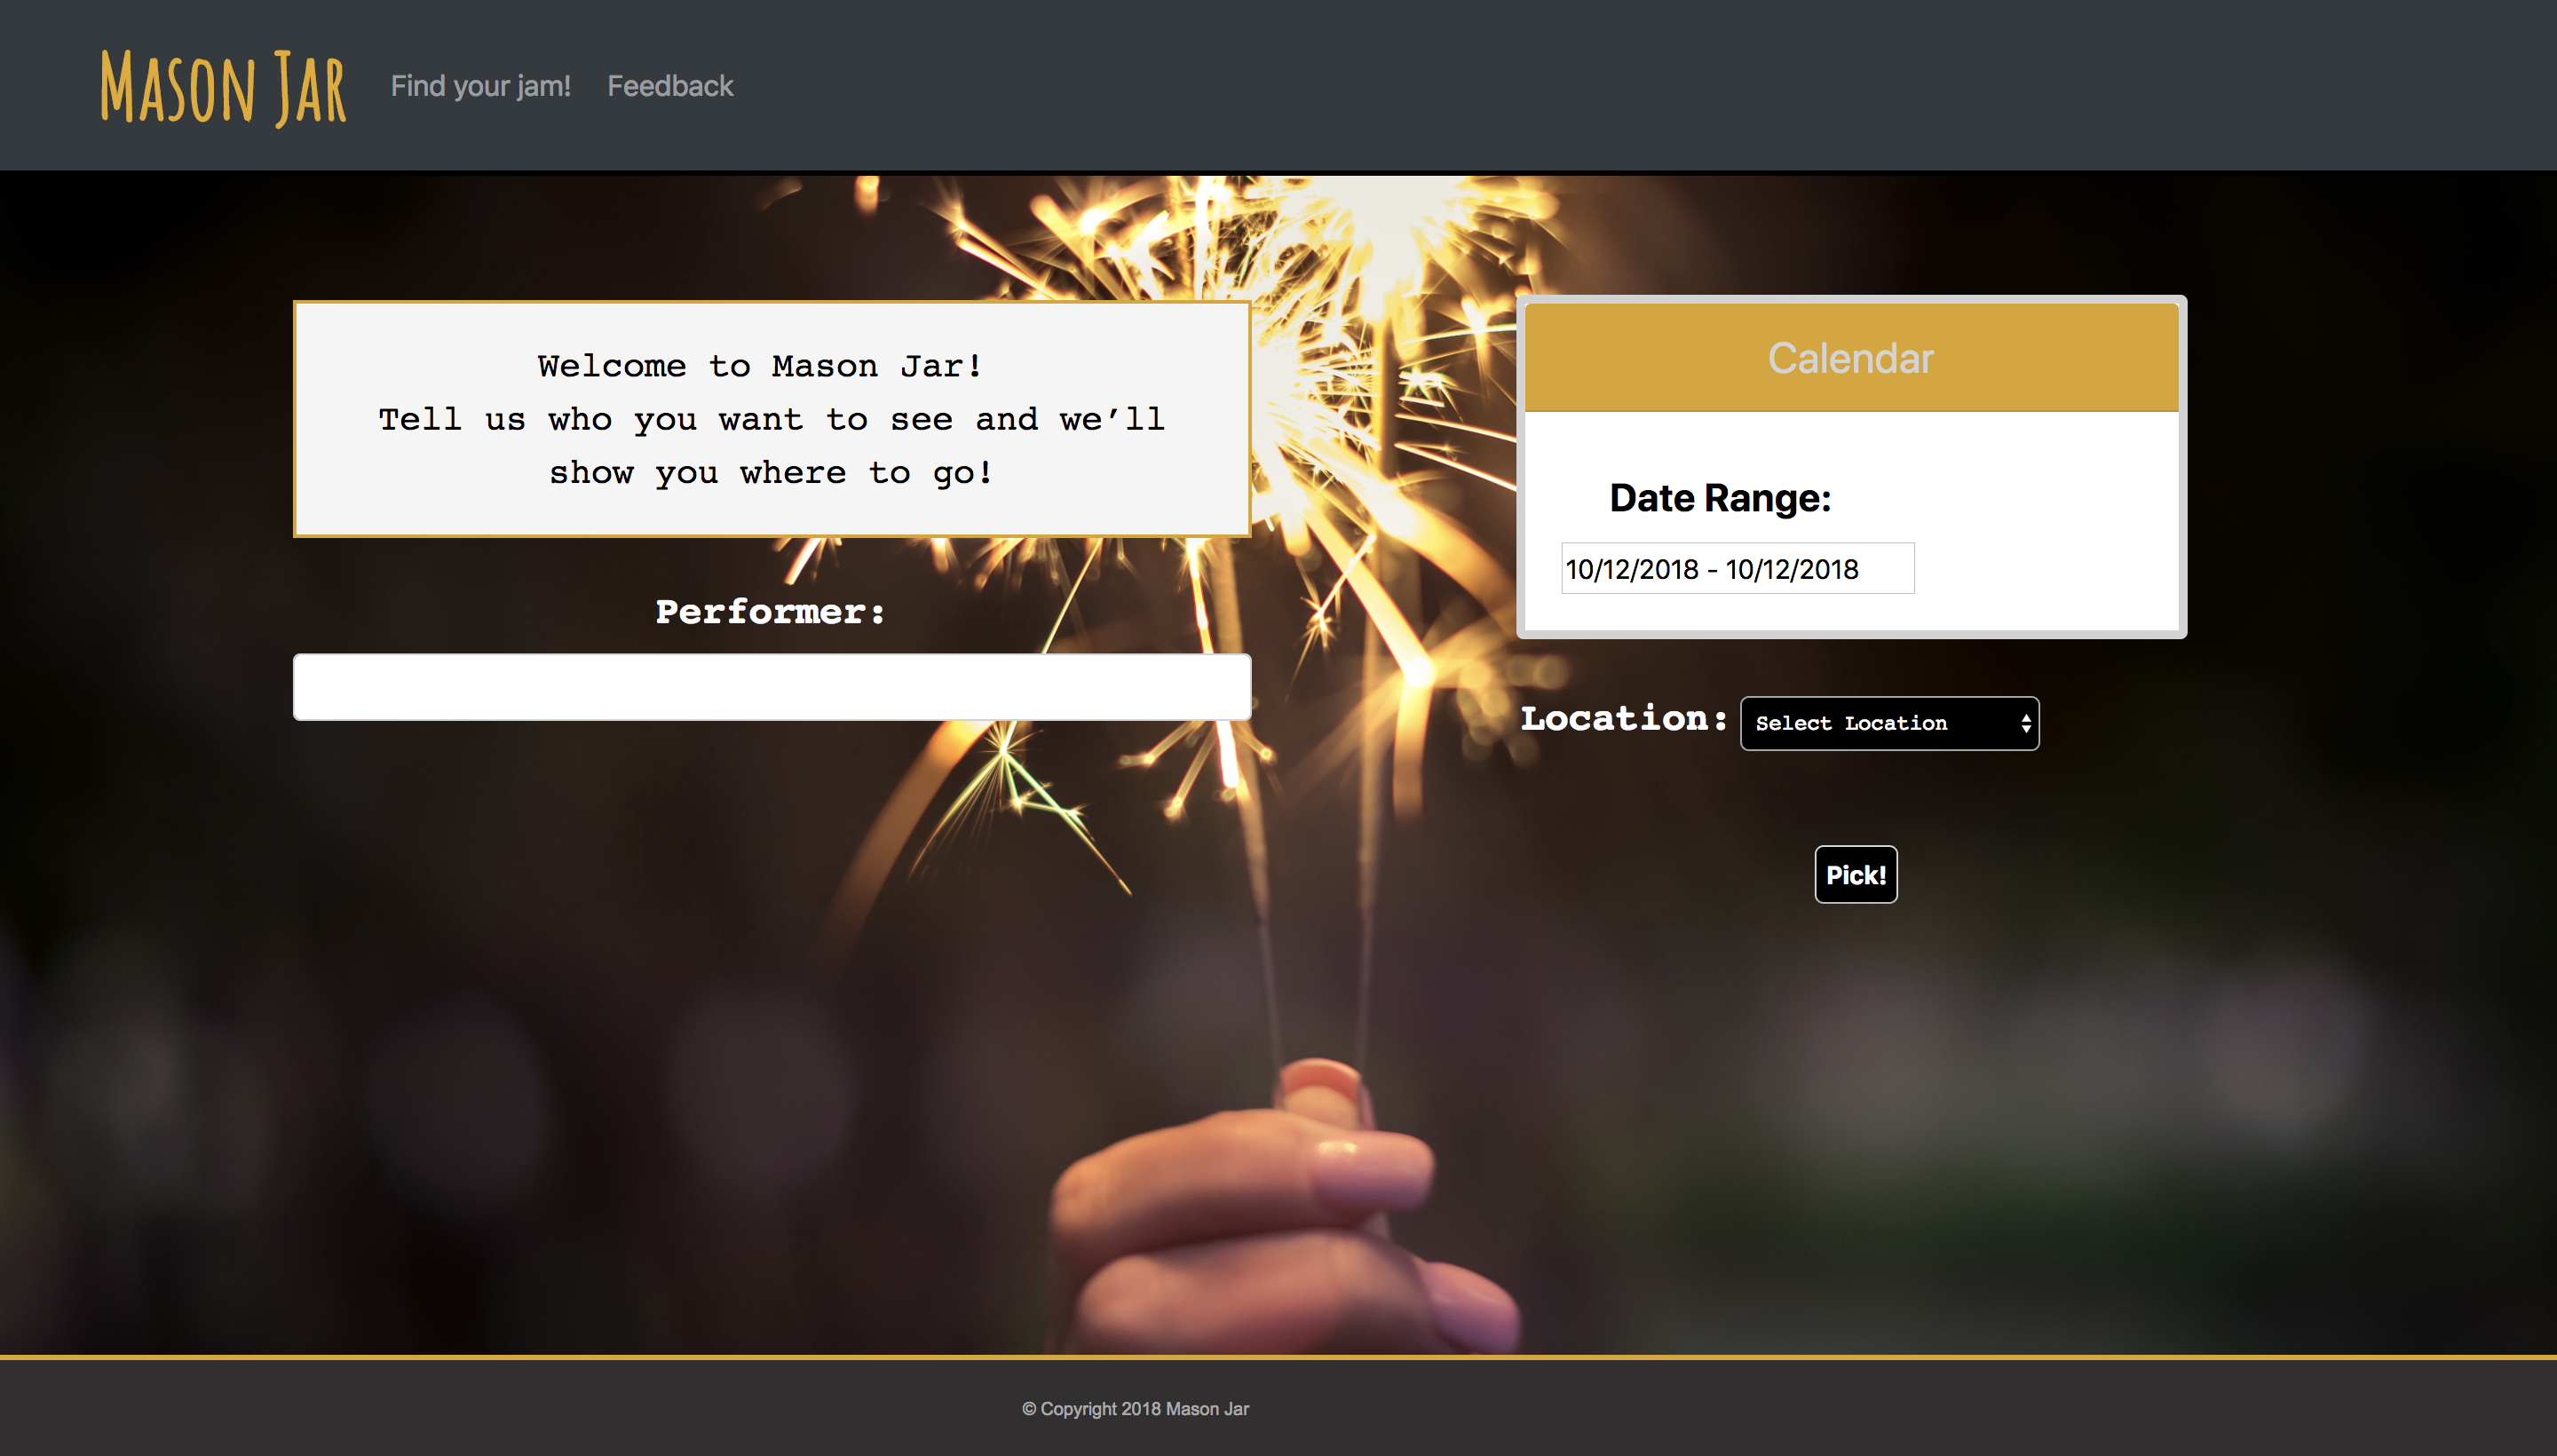 Mason Jar
Find your jam!
Feedback
Welcome to Mason Jar!
Tell us who you want to see and we’ll
show you where to go!
Performer:
Calendar
Date Range:
10/12/2018 - 10/12/2018
Location:
Select Location
Pick!
© Copyright 2018 Mason Jar